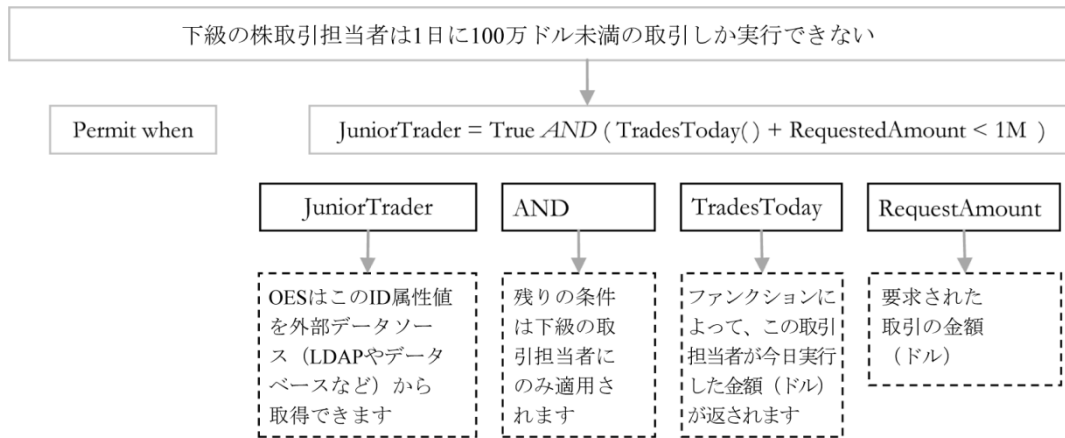 下級の株取引担当者は1日に100万ドル未満の取引しか実行できない
Permit when
JuniorTrader = True AND ( TradesToday( ) + RequestedAmount < 1M )
JuniorTrader
AND
TradesToday
RequestAmount
OESはこのID属性値
を外部データソー
ス（LDAPやデータ
ベースなど）から
取得できます
残りの条件
は下級の取
引担当者に
のみ適用さ
れます
ファンクションに
よって、この取引
担当者が今日実行
した金額（ドル）
が返されます
要求された
取引の金額
（ドル）